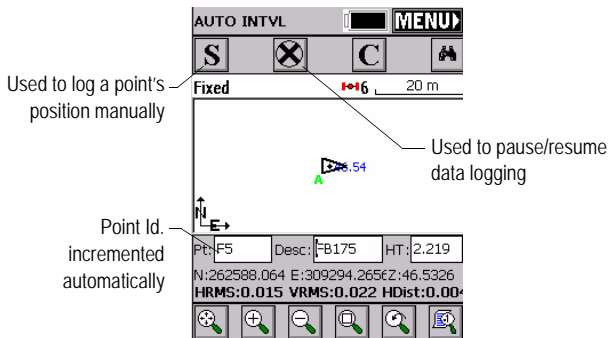 AUTO INTVL
MENU
S
C
Used to log a point's
position manually
Fixed
6
20 m
Used to pause/resume
data logging
46.54
A
N
E
Point Id.
incremented
automatically
Pt: F5 Desc: FB175 HT: 2.219
N:262588.064 E:309294.2656 Z:46.5326
HRMS:0.015 VRMS:0.022 HDist:0.004